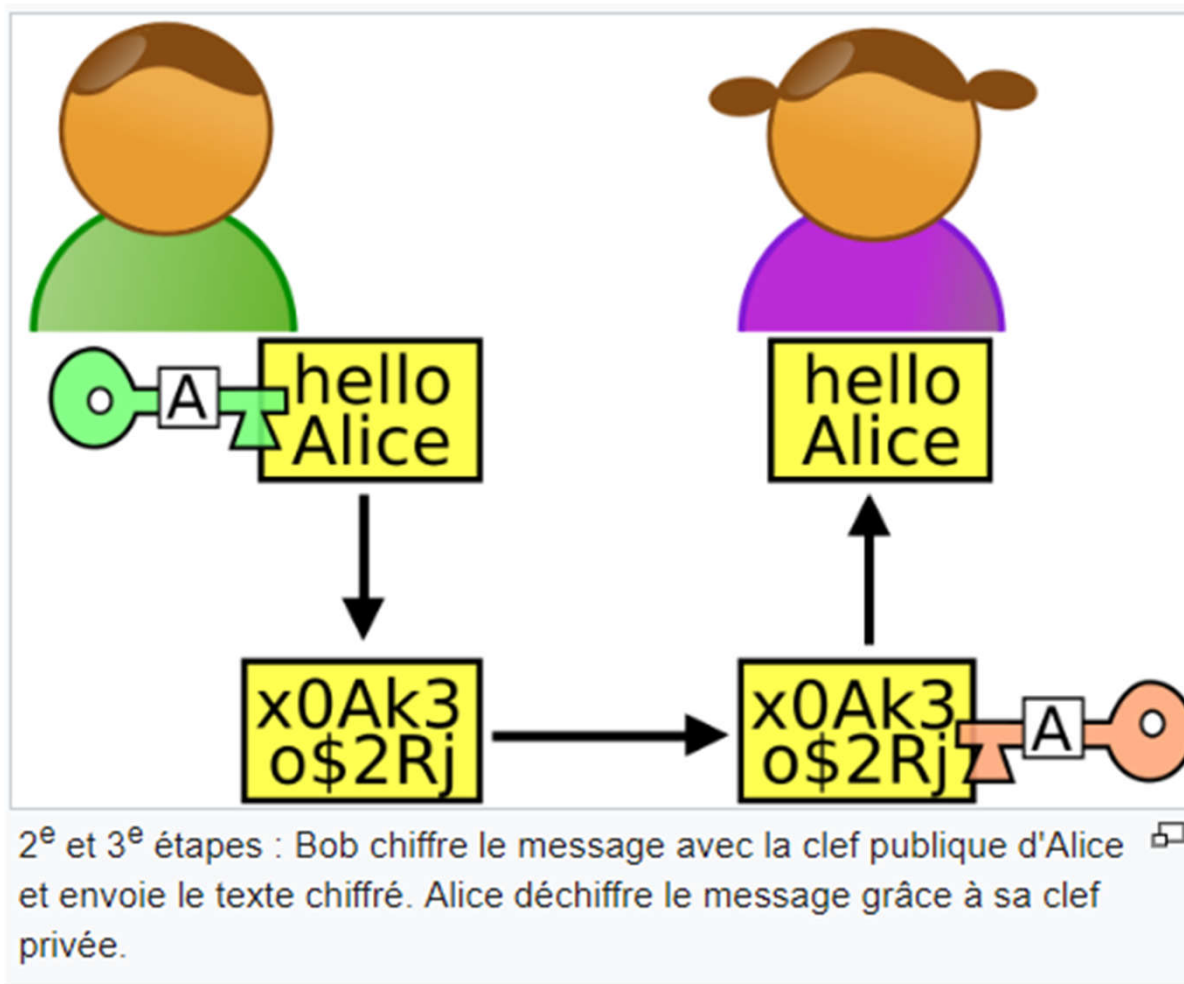 hello
Alice
A
x0Ak3
o$2Rj
hello
Alice
x0Ak3
o$2Rj
A
2e et 3e étapes : Bob chiffre le message avec la clef publique d'Alice
et envoie le texte chiffré. Alice déchiffre le message grâce à sa clef
privée.